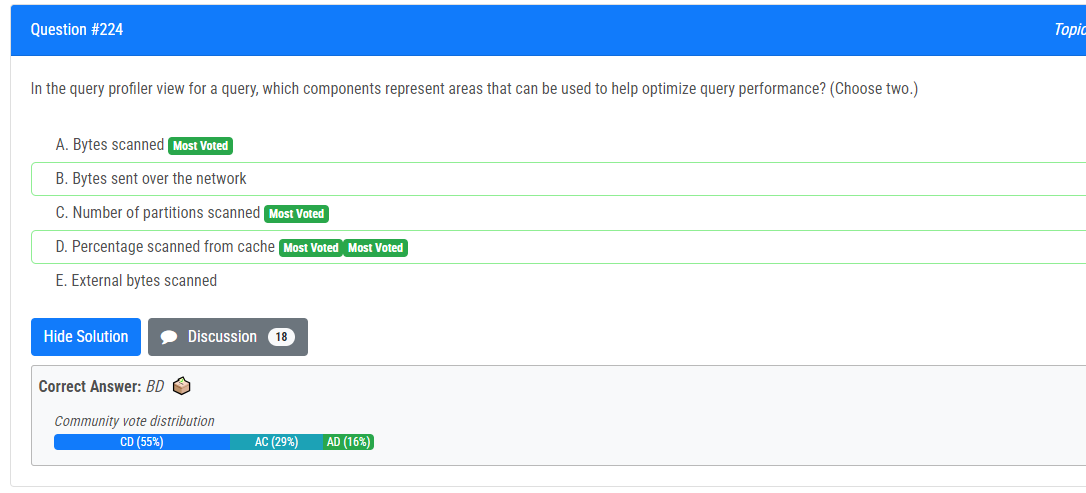 Question #224
Topic
In the query profiler view for a query, which components represent areas that can be used to help optimize query performance? (Choose two.)
A. Bytes scanned Most Voted
B. Bytes sent over the network
C. Number of partitions scanned Most Voted
D. Percentage scanned from cache Most Voted Most Voted
E. External bytes scanned
Hide Solution Discussion 18
Correct Answer: BD
Community vote distribution
CD (55%) AC (29%) AD (16%)